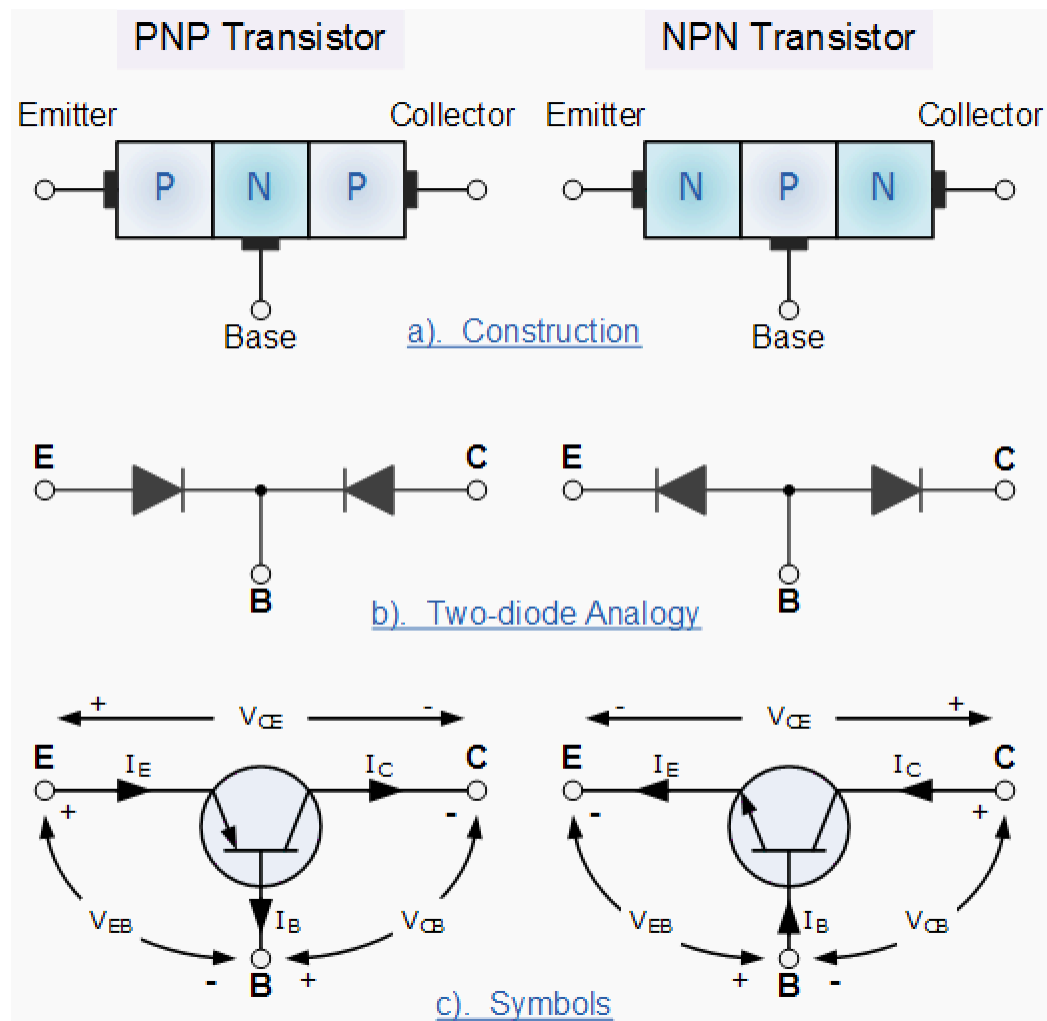 PNP Transistor NPN Transistor
Emitter Collector Emitter Collector
P N P N P N
Base a). Construction Base
E C E C
B B
b). Two-diode Analogy
+ VCE - - VCE +
E IE IC C E IE IC C
+ - - +
VEB IB VCB VEB IB VCB
- B + + B -
c). Symbols